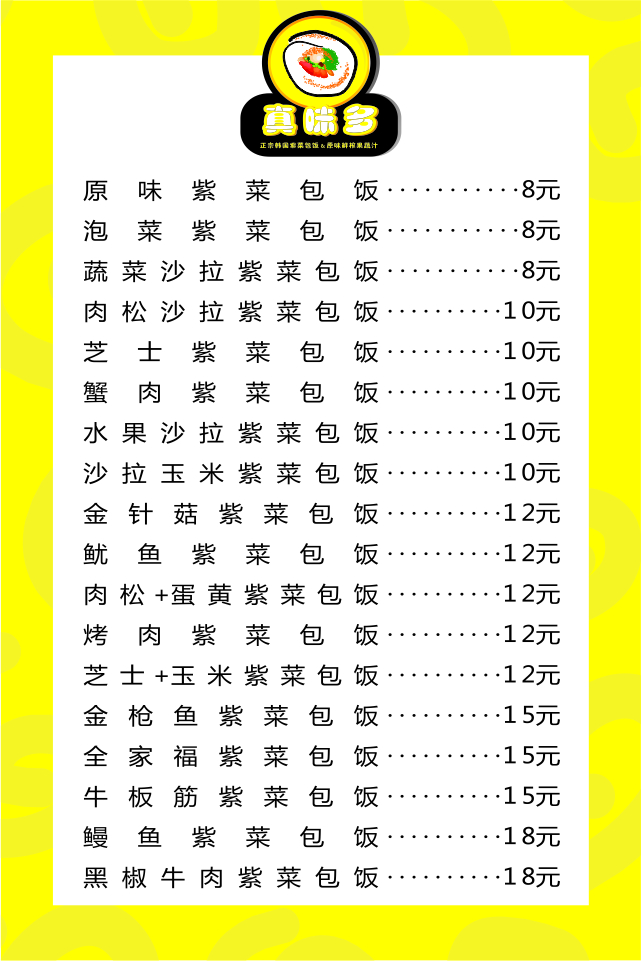 真味多
正宗韩国紫菜包饭&原味鲜榨果蔬汁
原味紫菜包饭···········8元
泡菜紫菜包饭···········8元
蔬菜沙拉紫菜包饭···········8元
肉松沙拉紫菜包饭··········10元
芝士紫菜包饭··········10元
蟹肉紫菜包饭··········10元
水果沙拉紫菜包饭··········10元
沙拉玉米紫菜包饭··········10元
金针菇紫菜包饭··········12元
鱿鱼紫菜包饭··········12元
肉松+蛋黄紫菜包饭··········12元
烤肉紫菜包饭··········12元
芝士+玉米紫菜包饭··········12元
金枪鱼紫菜包饭··········15元
全家福紫菜包饭··········15元
牛板筋紫菜包饭··········15元
鳗鱼紫菜包饭··········18元
黑椒牛肉紫菜包饭··········18元